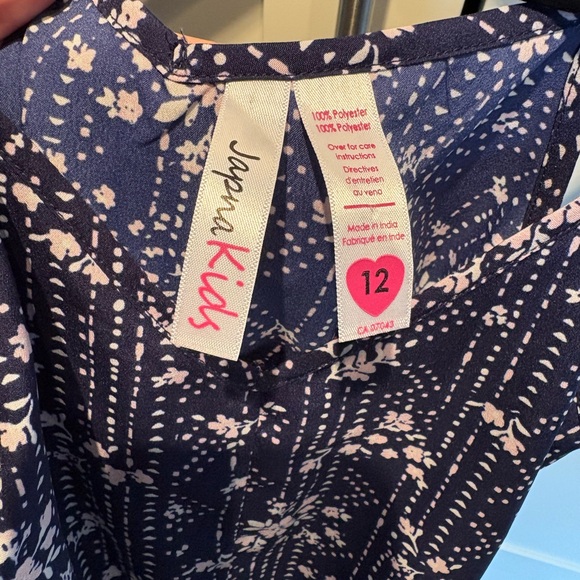 Japna Kids
100% Polyester
100% Polyester
Over for care
instructions
Directives
d'entretien
au verso
Made in India
Fabriqué en Inde
12
CA 07043